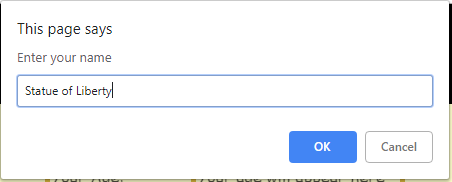 This page says
Enter your name
Statue of Liberty
OK Cancel